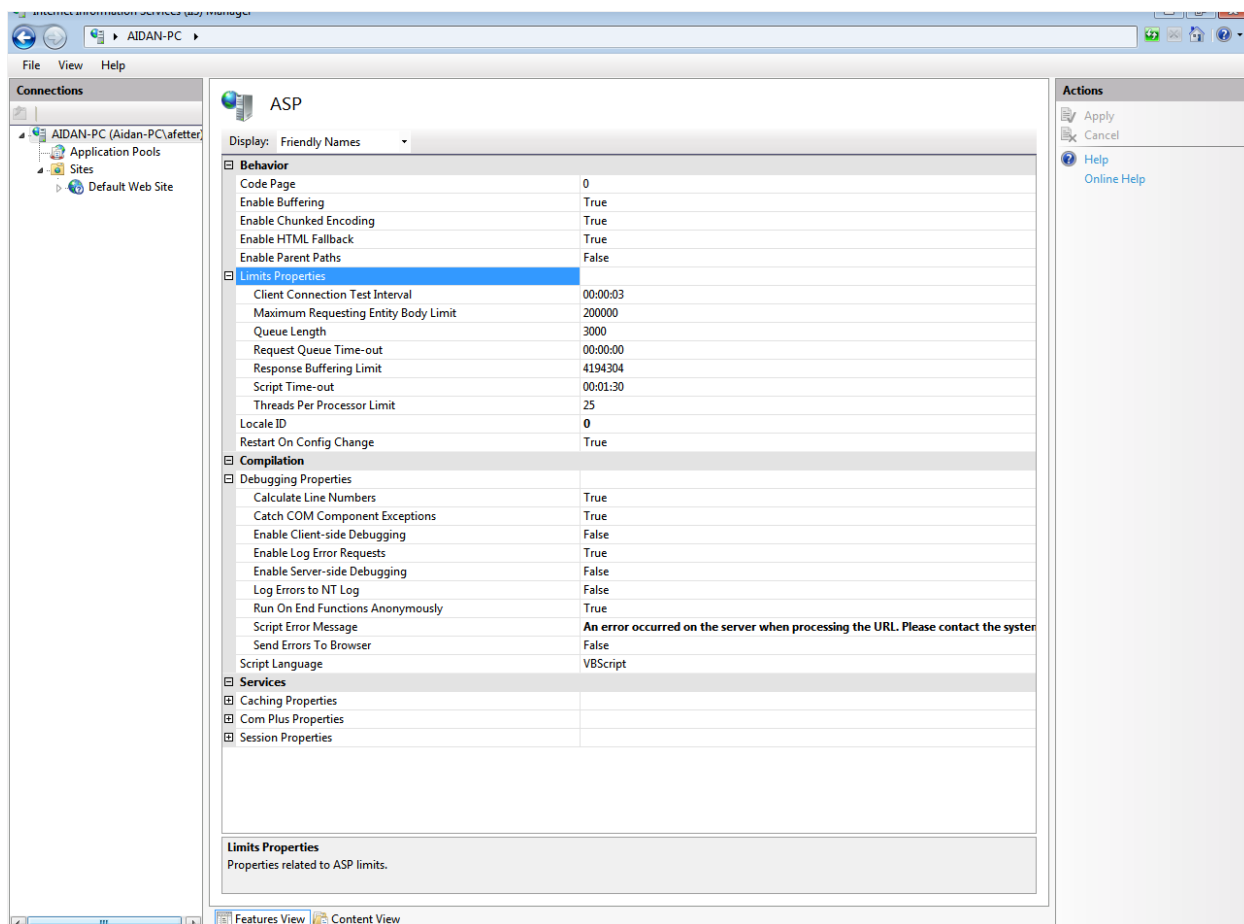 Internet Information Services (IIS) Manager
AIDAN-PC
File View Help
Connections
AIDAN-PC (Aidan-PC\afetter)
Application Pools
Sites
Default Web Site
ASP
Display: Friendly Names
Behavior
Code Page 0
Enable Buffering True
Enable Chunked Encoding True
Enable HTML Fallback True
Enable Parent Paths False
Limits Properties
Client Connection Test Interval 00:00:03
Maximum Requesting Entity Body Limit 200000
Queue Length 3000
Request Queue Time-out 00:00:00
Response Buffering Limit 4194304
Script Time-out 00:01:30
Threads Per Processor Limit 25
Locale ID 0
Restart On Config Change True
Compilation
Debugging Properties
Calculate Line Numbers True
Catch COM Component Exceptions True
Enable Client-side Debugging False
Enable Log Error Requests True
Enable Server-side Debugging False
Log Errors to NT Log False
Run On End Functions Anonymously True
Script Error Message An error occurred on the server when processing the URL. Please contact the system
Send Errors To Browser False
Script Language VBScript
Services
Caching Properties
Com Plus Properties
Session Properties
Limits Properties
Properties related to ASP limits.
Features View Content View
Actions
Apply
Cancel
Help
Online Help